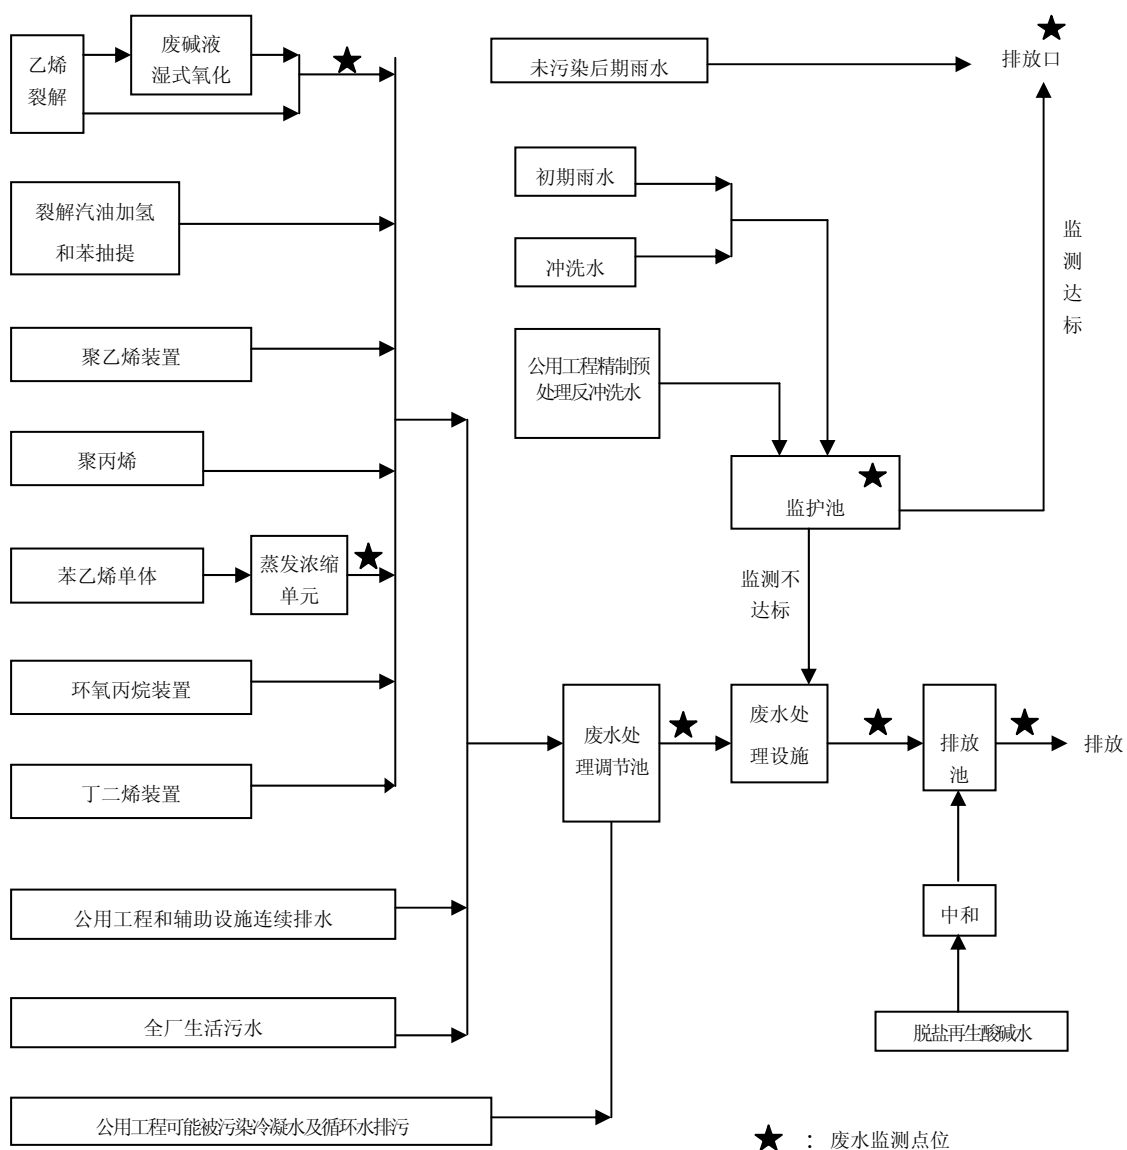 乙烯
裂解
废碱液
湿式氧化
裂解汽油加氢
和苯抽提
聚乙烯装置
聚丙烯
苯乙烯单体
蒸发浓缩
单元
环氧丙烷装置
丁二烯装置
公用工程和辅助设施连续排水
全厂生活污水
公用工程可能被污染冷凝水及循环水排污
未污染后期雨水
排放口
初期雨水
冲洗水
公用工程精制预
处理反冲洗水
监护池
监
测
达
标
监测不
达标
废水处
理调节池
废水处
理设施
排放
池
排放
中和
脱盐再生酸碱水
：废水监测点位